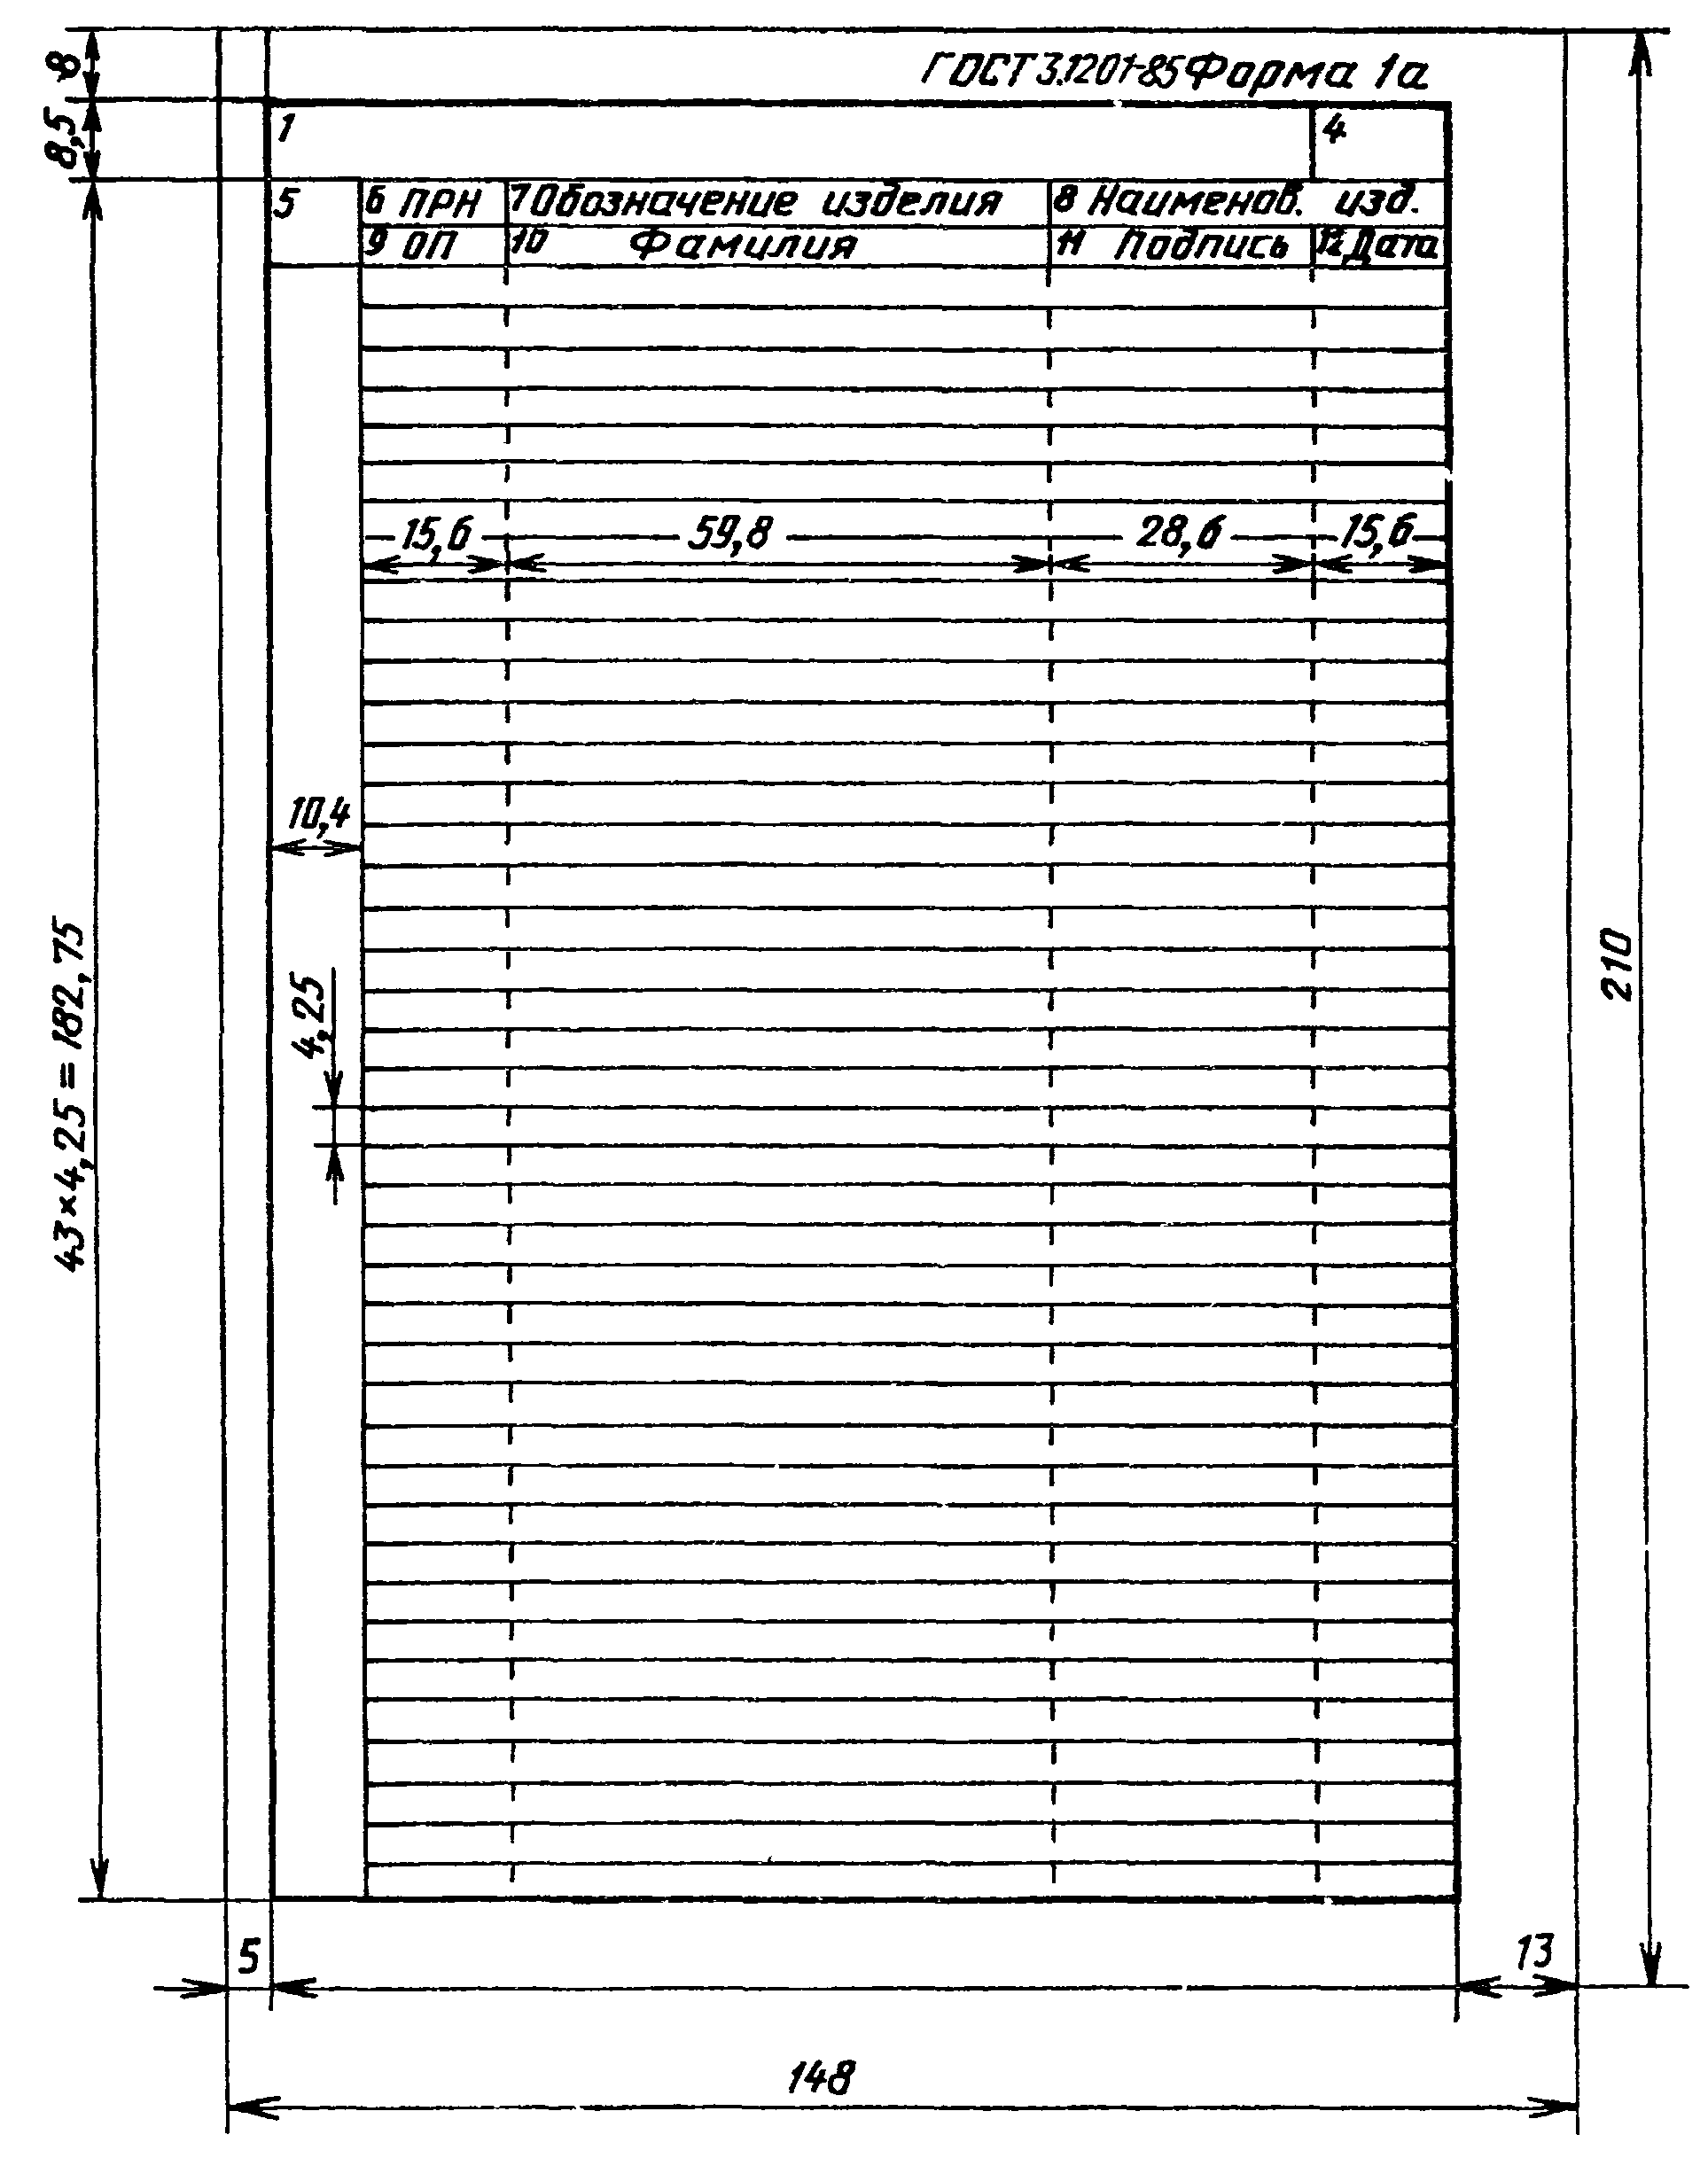 8
ГОСТ 3.1201-85 Форма 1а
8,5
1
4
5
6 ПРН
7 Обозначение изделия
8 Наименов. изд.
9 ОП
10 Фамилия
11 Подпись
12 Дата
15,6
59,8
28,6
15,6
10,4
4,25
43×4,25 = 182,75
210
5
13
148